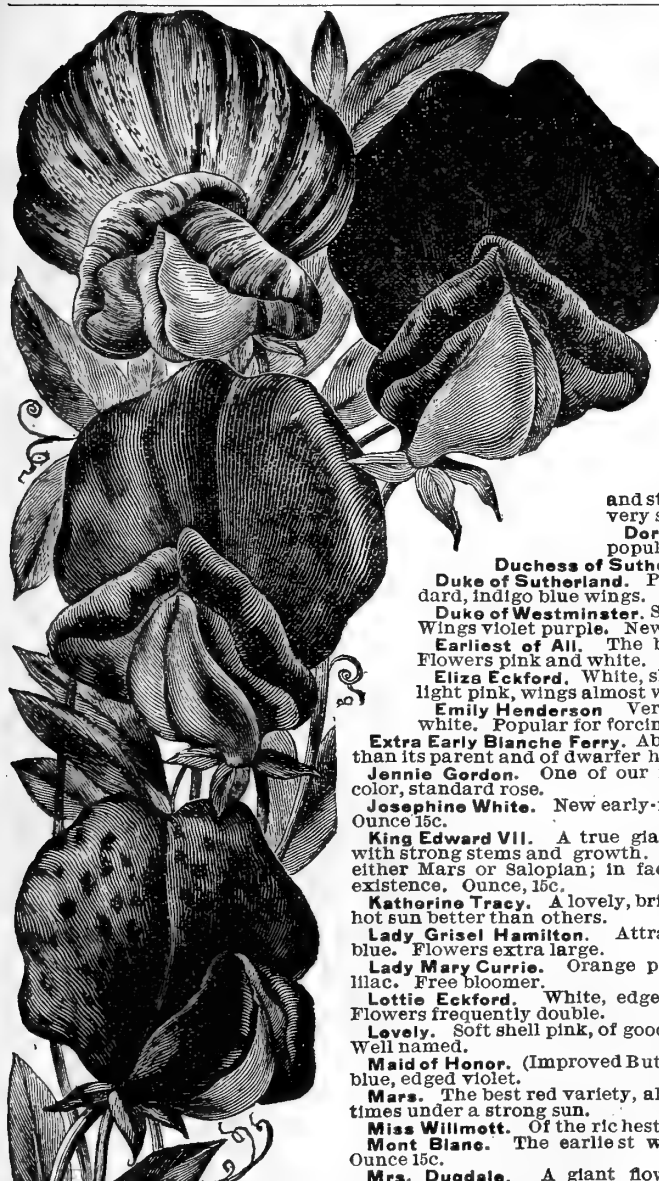 and st
very s
Dor
popul
Duchess of Suthe
Duke of Sutherland. P
dard, indigo blue wings.
Duke of Westminster. S
Wings violet purple. New
Earliest of All. The b
Flowers pink and white.
Eliza Eckford. White, s
light pink, wings almost w
Emily Henderson Ver
white. Popular for forcin
Extra Early Blanche Ferry. Ab
than its parent and of dwarfer h
Jennie Gordon. One of our
color, standard rose.
Josephine White. New early-
Ounce 15c.
King Edward VII. A true gia
with strong stems and growth.
either Mars or Salopian; in fac
existence. Ounce, 15c.
Katherine Tracy. A lovely, bri
hot sun better than others.
Lady Grisel Hamilton. Attra
blue. Flowers extra large.
Lady Mary Currie. Orange p
lilac. Free bloomer.
Lottie Eckford. White, edge
Flowers frequently double.
Lovely. Soft shell pink, of good
Well named.
Maid of Honor. (Improved But
blue, edged violet.
Mars. The best red variety, al
times under a strong sun.
Miss Willmott. Of the richest
Mont Blanc. The earliest w
Ounce 15c.
Mrs. Dugdale. A giant flow